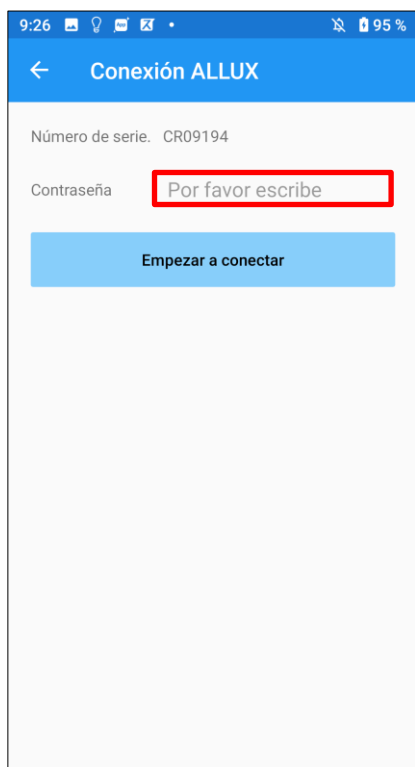 9:26 95 %
Conexión ALLUX
Número de serie. CR09194
Contraseña Por favor escribe
Empezar a conectar